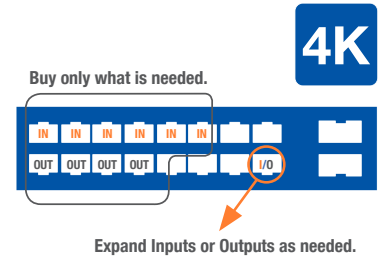 4K
Buy only what is needed.
IN IN IN IN IN IN
OUT OUT OUT OUT I/O
Expand Inputs or Outputs as needed.